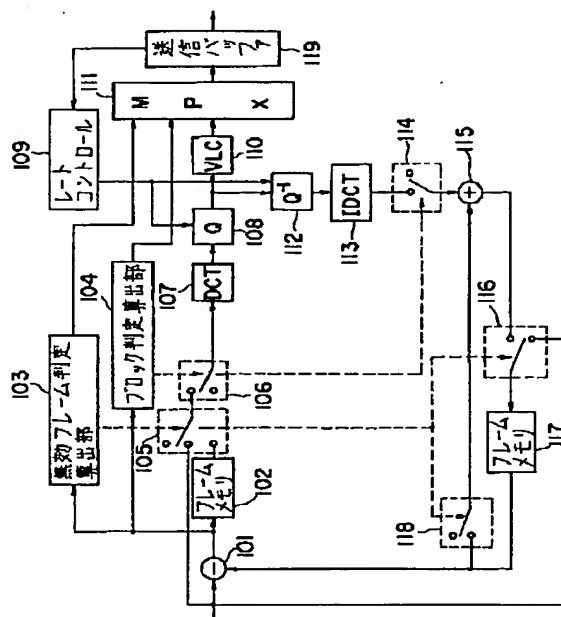 送信バッファ
119
111
M
P
X
109
レート
コントロール
VLC
110
114
115
Q⁻¹
112
IDCT
113
Q
108
104
ブロック判定算出部
107
DCT
116
103
無効フレーム判定
算出部
105
106
フレーム
メモリ
117
フレーム
メモリ
102
118
101
−
+